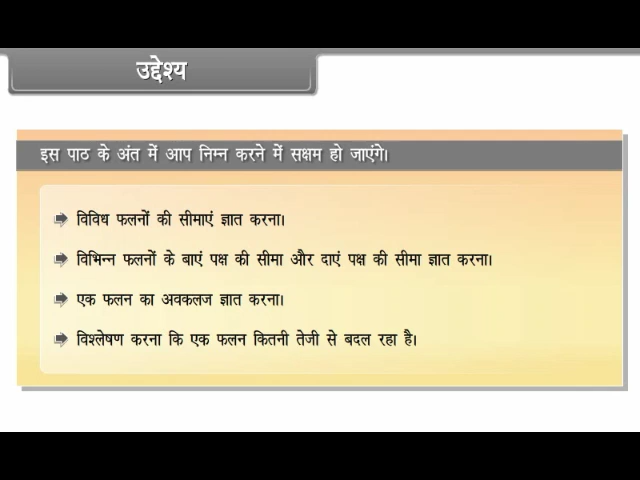 उद्देश्य
इस पाठ के अंत में आप निम्न करने में सक्षम हो जाएंगे।
विविध फलनों की सीमाएं ज्ञात करना।
विभिन्न फलनों के बाएं पक्ष की सीमा और दाएं पक्ष की सीमा ज्ञात करना।
एक फलन का अवकलज ज्ञात करना।
विश्लेषण करना कि एक फलन कितनी तेजी से बदल रहा है।